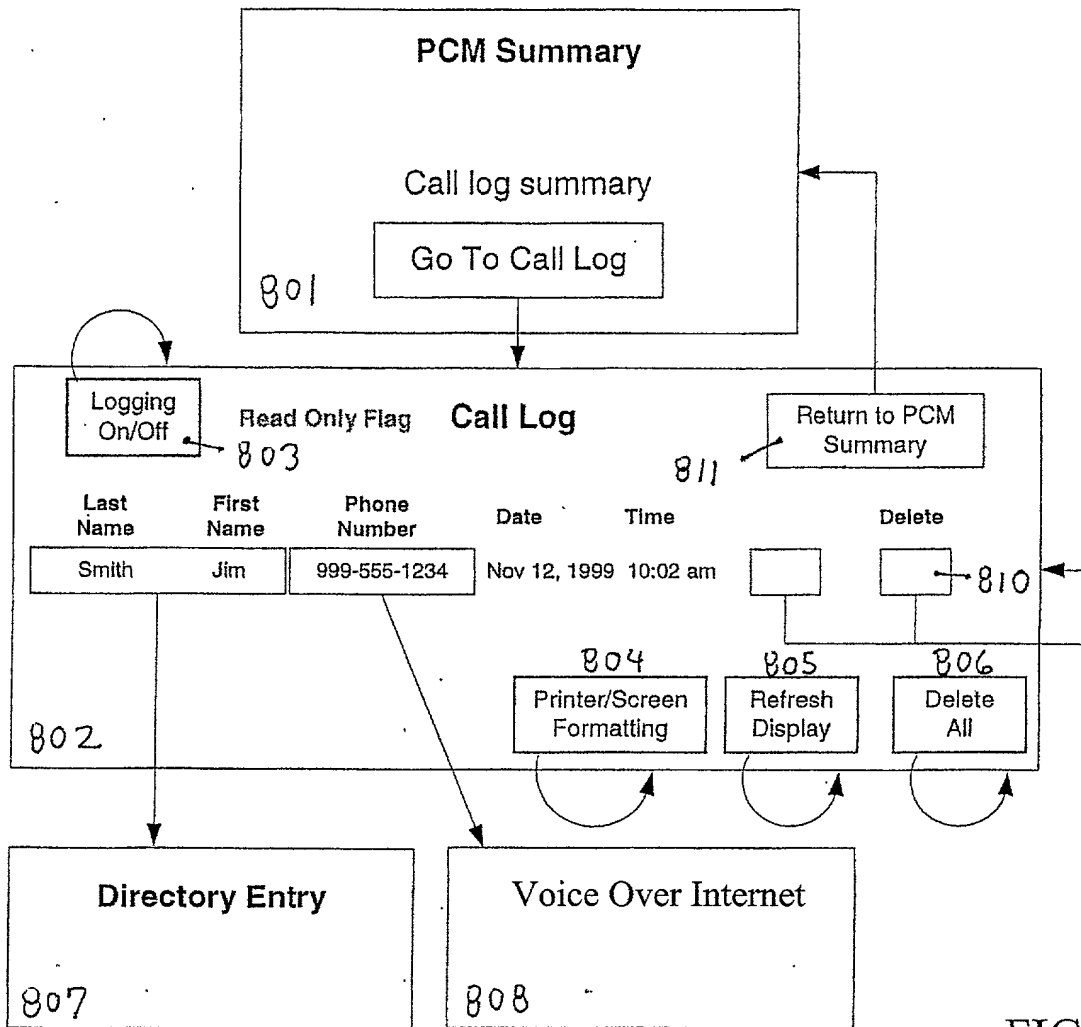 PCM Summary
Call log summary
Go To Call Log
801
Logging
On/Off
Read Only Flag
803
Call Log
Return to PCM
Summary
811
Last
Name
First
Name
Phone
Number
Date
Time
Delete
Smith
Jim
999-555-1234
Nov 12, 1999
10:02 am
810
804
Printer/Screen
Formatting
805
Refresh
Display
806
Delete
All
802
Directory Entry
807
Voice Over Internet
808